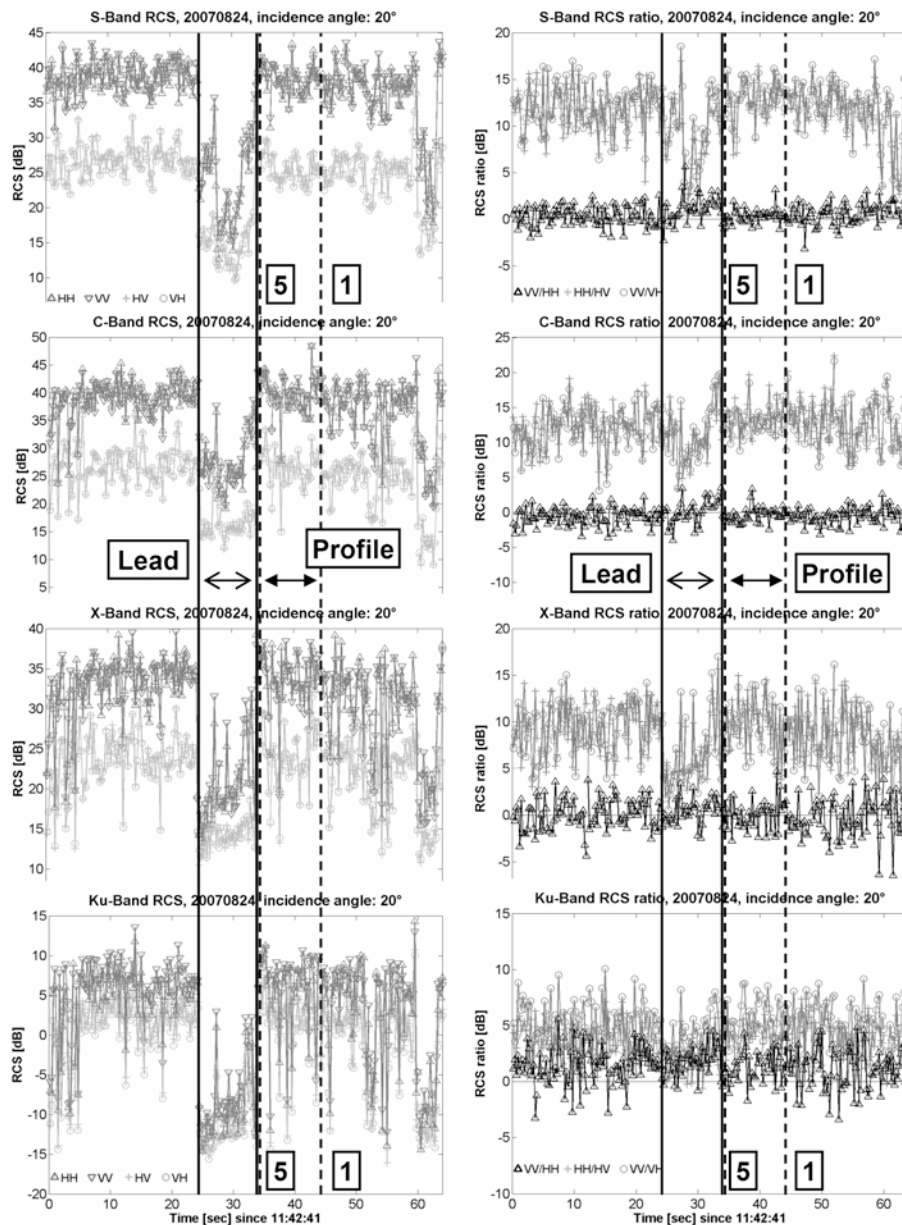 S-Band RCS, 20070824, incidence angle: 20°
45
40
35
30
25
20
15
10
RCS [dB]
△HH ▽VV +HV ○VH
5
1
S-Band RCS ratio, 20070824, incidence angle: 20°
20
15
10
5
0
-5
RCS ratio [dB]
△VV/HH +HH/HV ○VV/VH
5
1
C-Band RCS, 20070824, incidence angle: 20°
50
45
40
35
30
25
20
15
10
5
RCS [dB]
Lead
Profile
C-Band RCS ratio, 20070824, incidence angle: 20°
25
20
15
10
5
0
-5
-10
RCS ratio [dB]
Lead
Profile
X-Band RCS, 20070824, incidence angle: 20°
40
35
30
25
20
15
10
RCS [dB]
X-Band RCS ratio, 20070824, incidence angle: 20°
20
15
10
5
0
-5
RCS ratio [dB]
Ku-Band RCS, 20070824, incidence angle: 20°
15
10
5
0
-5
-10
-15
-20
RCS [dB]
△HH ▽VV +HV ○VH
5
1
0 10 20 30 40 50 60
Time [sec] since 11:42:41
Ku-Band RCS ratio, 20070824, incidence angle: 20°
15
10
5
0
-5
-10
RCS ratio [dB]
△VV/HH +HH/HV ○VV/VH
5
1
0 10 20 30 40 50 60
Time [sec] since 11:42:41